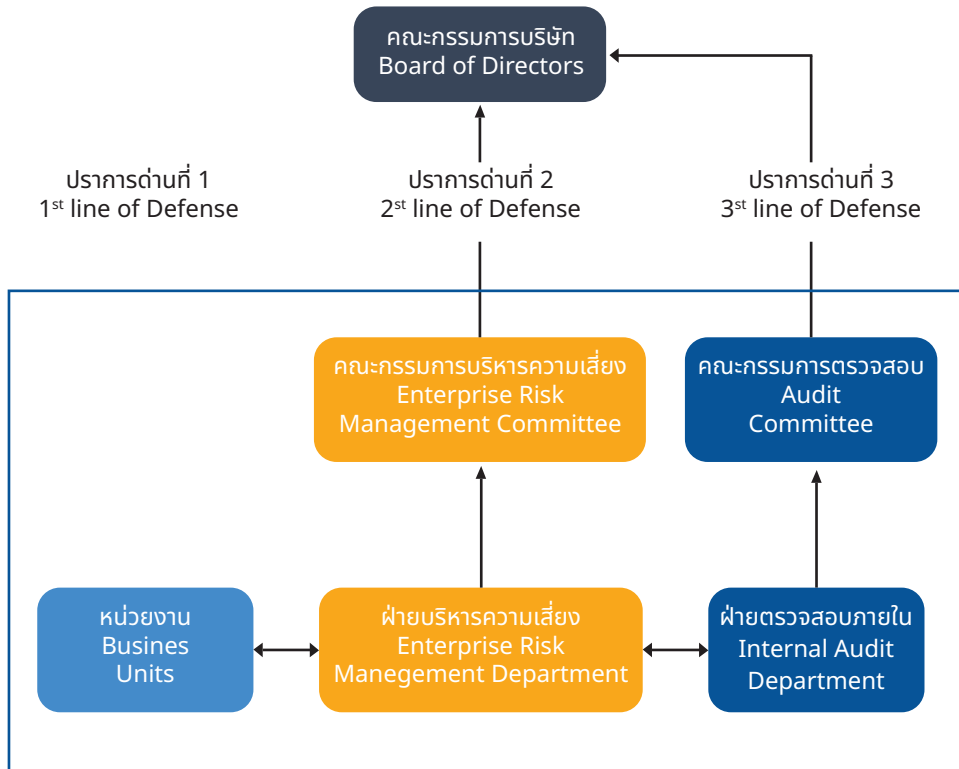 คณะกรรมการบริษัท
Board of Directors
ปราการด่านที่ 1
1st line of Defense
ปราการด่านที่ 2
2st line of Defense
ปราการด่านที่ 3
3st line of Defense
คณะกรรมการบริหารความเสี่ยง
Enterprise Risk
Management Committee
คณะกรรมการตรวจสอบ
Audit
Committee
หน่วยงาน
Busines
Units
ฝ่ายบริหารความเสี่ยง
Enterprise Risk
Manegement Department
ฝ่ายตรวจสอบภายใน
Internal Audit
Department